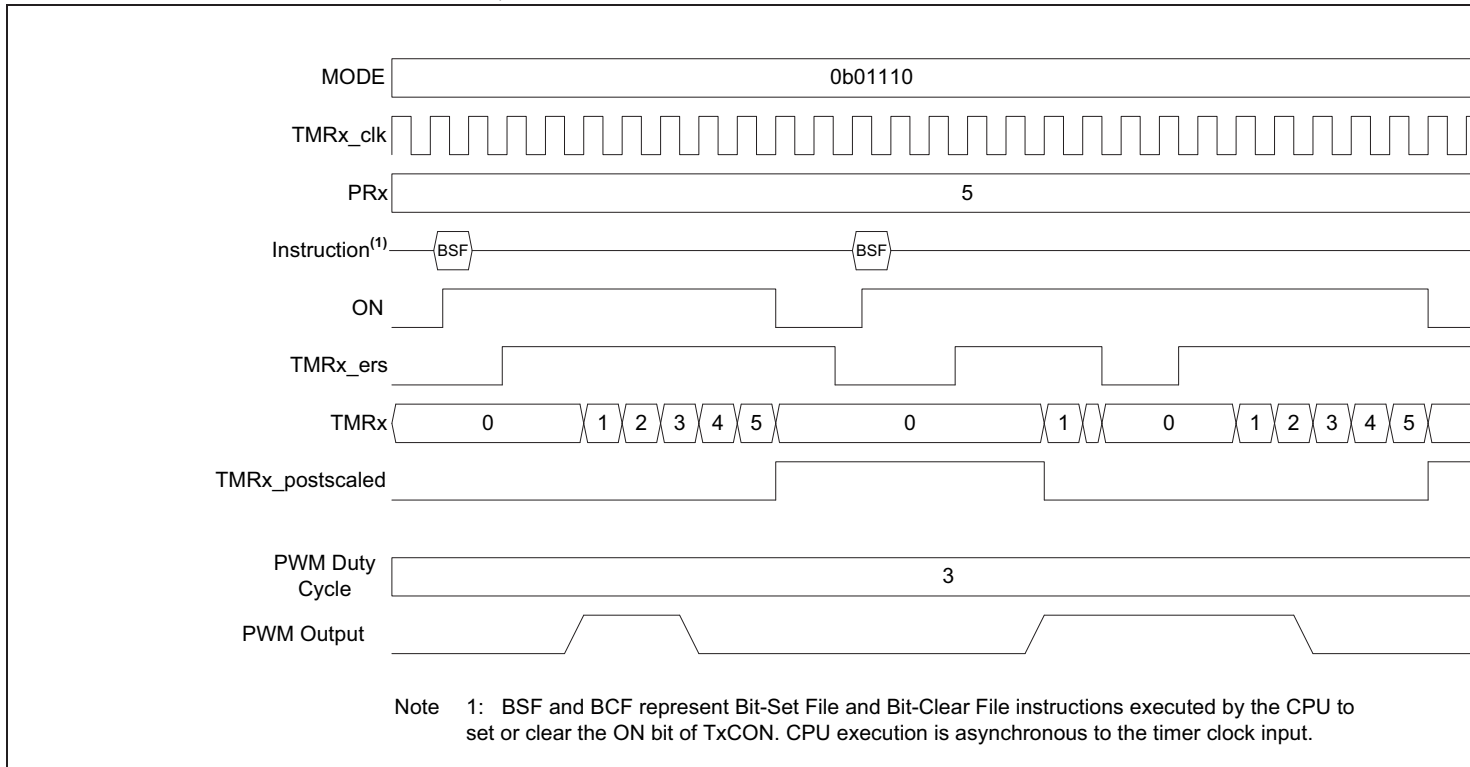 MODE 0b01110
TMRx_clk
PRx 5
Instruction(1) BSF BSF
ON
TMRx_ers
TMRx 0 1 2 3 4 5 0 1 0 1 2 3 4 5
TMRx_postscaled
PWM Duty
Cycle 3
PWM Output
Note 1: BSF and BCF represent Bit-Set File and Bit-Clear File instructions executed by the CPU to
set or clear the ON bit of TxCON. CPU execution is asynchronous to the timer clock input.